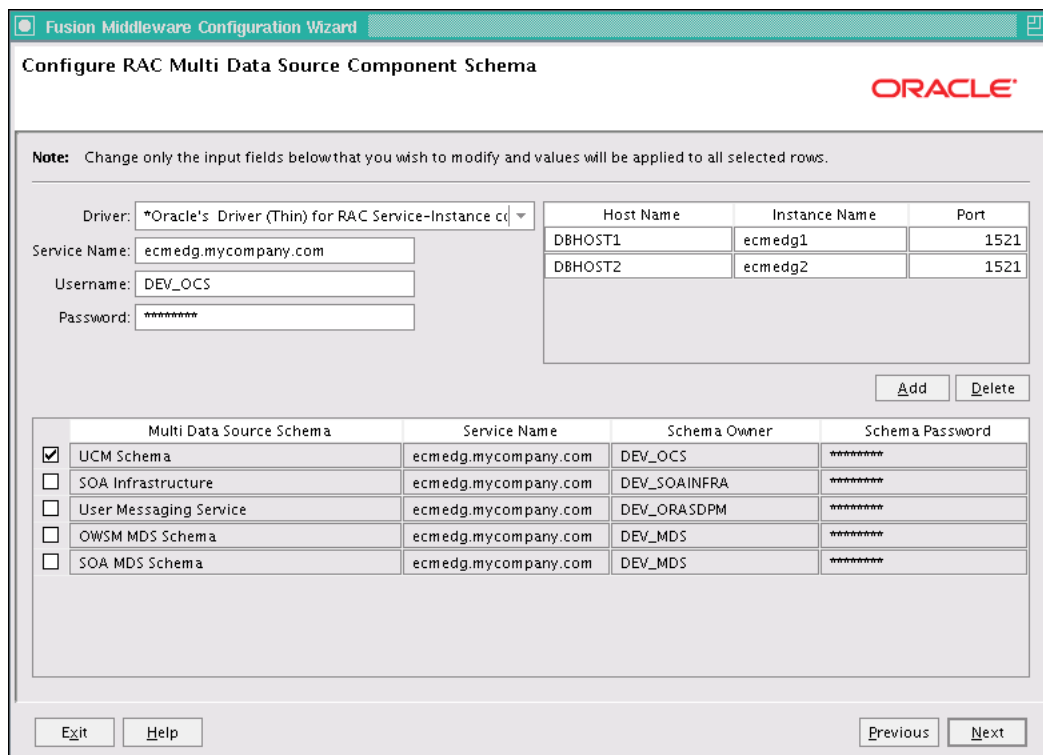 Fusion Middleware Configuration Wizard
Configure RAC Multi Data Source Component Schema
ORACLE
Note: Change only the input fields below that you wish to modify and values will be applied to all selected rows.
Driver: *Oracle's Driver (Thin) for RAC Service-Instance
Service Name: ecmedg.mycompany.com
Username: DEV_OCS
Password: ********
Host Name Instance Name Port
DBHOST1 ecmedg1 1521
DBHOST2 ecmedg2 1521
Add Delete
Multi Data Source Schema Service Name Schema Owner Schema Password
UCM Schema ecmedg.mycompany.com DEV_OCS ********
SOA Infrastructure ecmedg.mycompany.com DEV_SOAINFRA ********
User Messaging Service ecmedg.mycompany.com DEV_ORASDPM ********
OWSM MDS Schema ecmedg.mycompany.com DEV_MDS ********
SOA MDS Schema ecmedg.mycompany.com DEV_MDS ********
Exit Help Previous Next